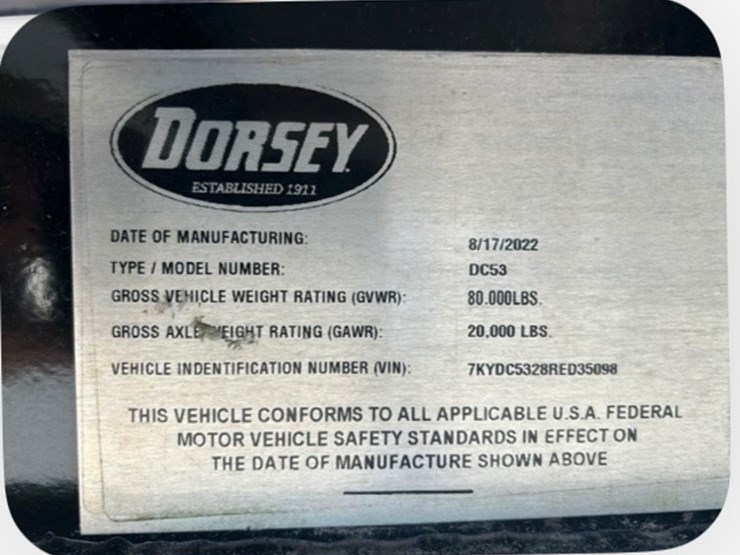 DORSEY
ESTABLISHED 1911
DATE OF MANUFACTURING: 8/17/2022
TYPE / MODEL NUMBER: DC53
GROSS VEHICLE WEIGHT RATING (GVWR): 80.000LBS.
GROSS AXLE WEIGHT RATING (GAWR): 20,000 LBS.
VEHICLE INDENTIFICATION NUMBER (VIN): 7KYDC5328RED35098
THIS VEHICLE CONFORMS TO ALL APPLICABLE U.S.A. FEDERAL
MOTOR VEHICLE SAFETY STANDARDS IN EFFECT ON
THE DATE OF MANUFACTURE SHOWN ABOVE